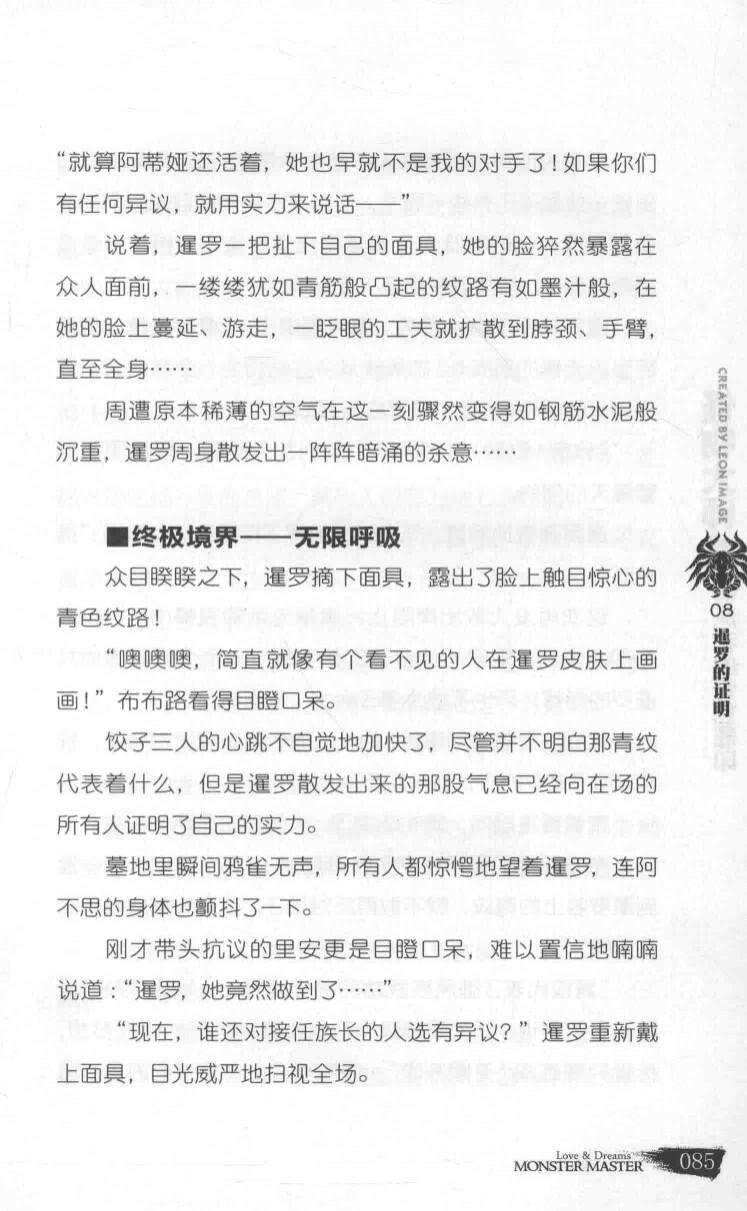 “就算阿蒂娅还活着，她也早就不是我的对手了！如果你们
有任何异议，就用实力来说话——”
说着，暹罗一把扯下自己的面具，她的脸猝然暴露在
众人面前，一缕缕犹如青筋般凸起的纹路有如墨汁般，在
她的脸上蔓延、游走，一眨眼的工夫就扩散到脖颈、手臂，
直至全身……
周遭原本稀薄的空气在这一刻骤然变得如钢筋水泥般
沉重，暹罗周身散发出一阵阵暗涌的杀意……
■终极境界——无限呼吸
众目睽睽之下，暹罗摘下面具，露出了脸上触目惊心的
青色纹路！
“噢噢噢，简直就像有个看不见的人在暹罗皮肤上画
画！”布布路看得目瞪口呆。
饺子三人的心跳不自觉地加快了，尽管并不明白那青纹
代表着什么，但是暹罗散发出来的那股气息已经向在场的
所有人证明了自己的实力。
墓地里瞬间鸦雀无声，所有人都惊愕地望着暹罗，连阿
不思的身体也颤抖了一下。
刚才带头抗议的里安更是目瞪口呆，难以置信地喃喃
说道：“暹罗，她竟然做到了……”
“现在，谁还对接任族长的人选有异议？”暹罗重新戴
上面具，目光威严地扫视全场。
CREATED BY LEON IMAGE
08
暹罗的证明
Love & Dreams
MONSTER MASTER
085